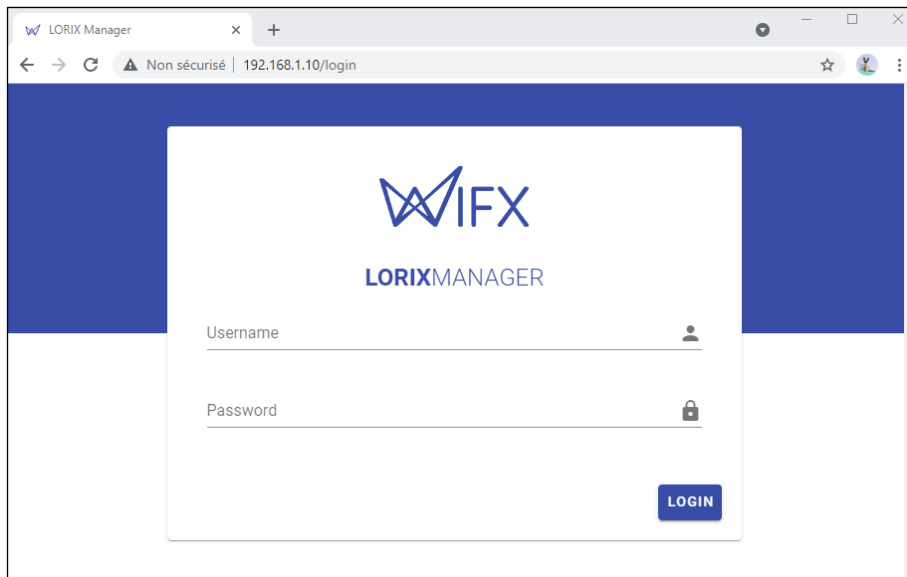 LORIX Manager
Non sécurisé | 192.168.1.10/login
WIFX
LORIXMANAGER
Username
Password
LOGIN